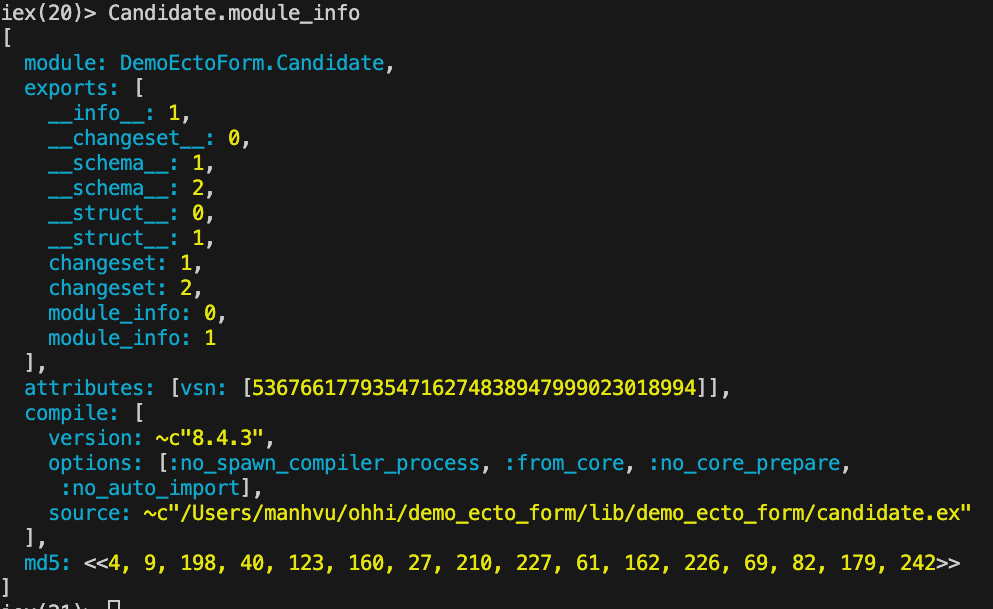 iex(20)> Candidate.module_info
[
  module: DemoEctoForm.Candidate,
  exports: [
    __info__: 1,
    __changeset__: 0,
    __schema__: 1,
    __schema__: 2,
    __struct__: 0,
    __struct__: 1,
    changeset: 1,
    changeset: 2,
    module_info: 0,
    module_info: 1
  ],
  attributes: [vsn: [53676617793547162748389479990230​18994]],
  compile: [
    version: ~c"8.4.3",
    options: [:no_spawn_compiler_process, :from_core, :no_core_prepare,
     :no_auto_import],
    source: ~c"/Users/manhvu/ohhi/demo_ecto_form/lib/demo_ecto_form/candidate.ex"
  ],
  md5: <<4, 9, 198, 40, 123, 160, 27, 210, 227, 61, 162, 226, 69, 82, 179, 242>>
]
iex(21)>